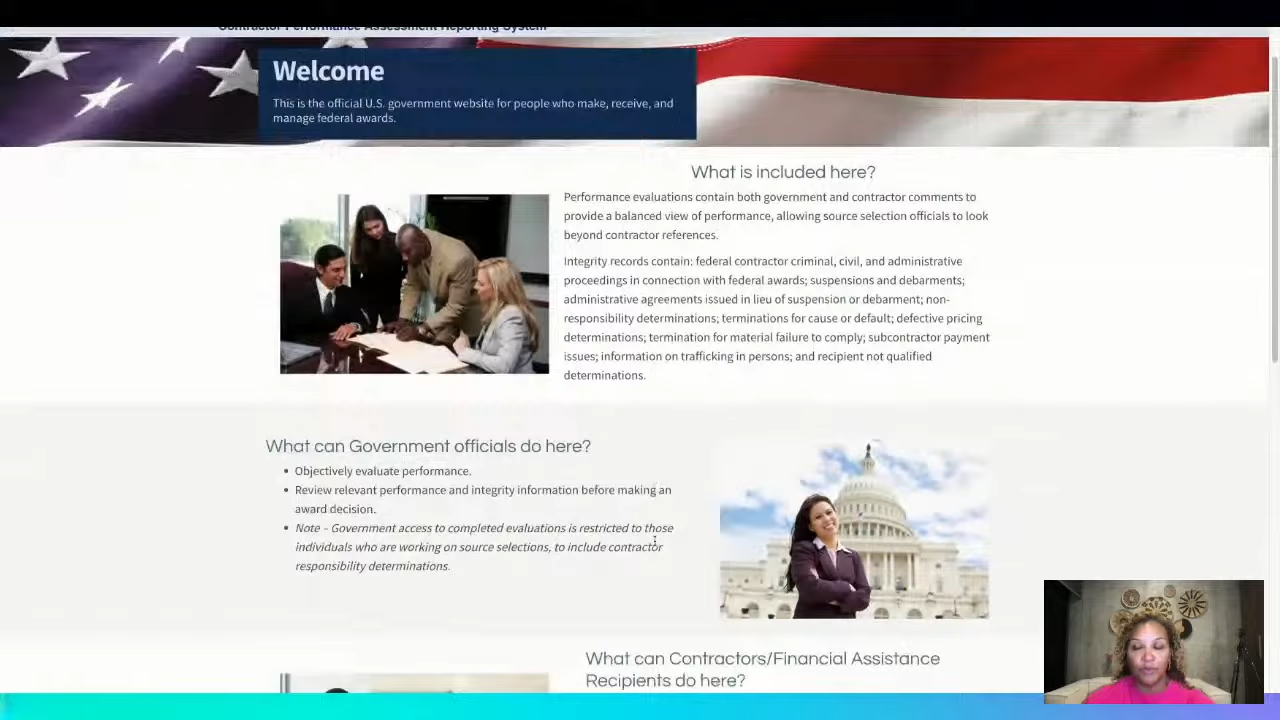 Contractor Performance Assessment Reporting System
Welcome
This is the official U.S. government website for people who make, receive, and
manage federal awards.
What is included here?
Performance evaluations contain both government and contractor comments to
provide a balanced view of performance, allowing source selection officials to look
beyond contractor references.
Integrity records contain: federal contractor criminal, civil, and administrative
proceedings in connection with federal awards; suspensions and debarments;
administrative agreements issued in lieu of suspension or debarment; non-
responsibility determinations; terminations for cause or default; defective pricing
determinations; termination for material failure to comply; subcontractor payment
issues; information on trafficking in persons; and recipient not qualified
determinations.
What can Government officials do here?
Objectively evaluate performance.
Review relevant performance and integrity information before making an
award decision.
Note – Government access to completed evaluations is restricted to those
individuals who are working on source selections, to include contractor
responsibility determinations.
What can Contractors/Financial Assistance
Recipients do here?